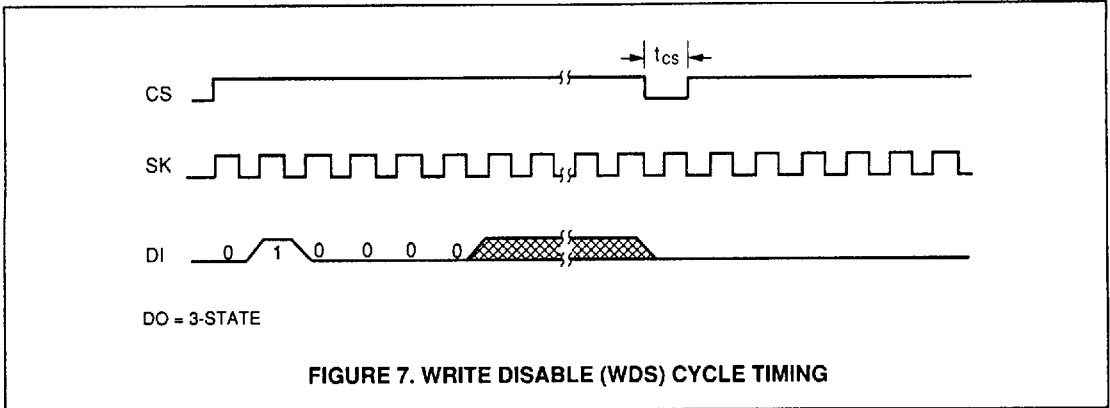 tCS
CS
SK
DI 0 1 0 0 0 0
DO = 3-STATE
FIGURE 7. WRITE DISABLE (WDS) CYCLE TIMING